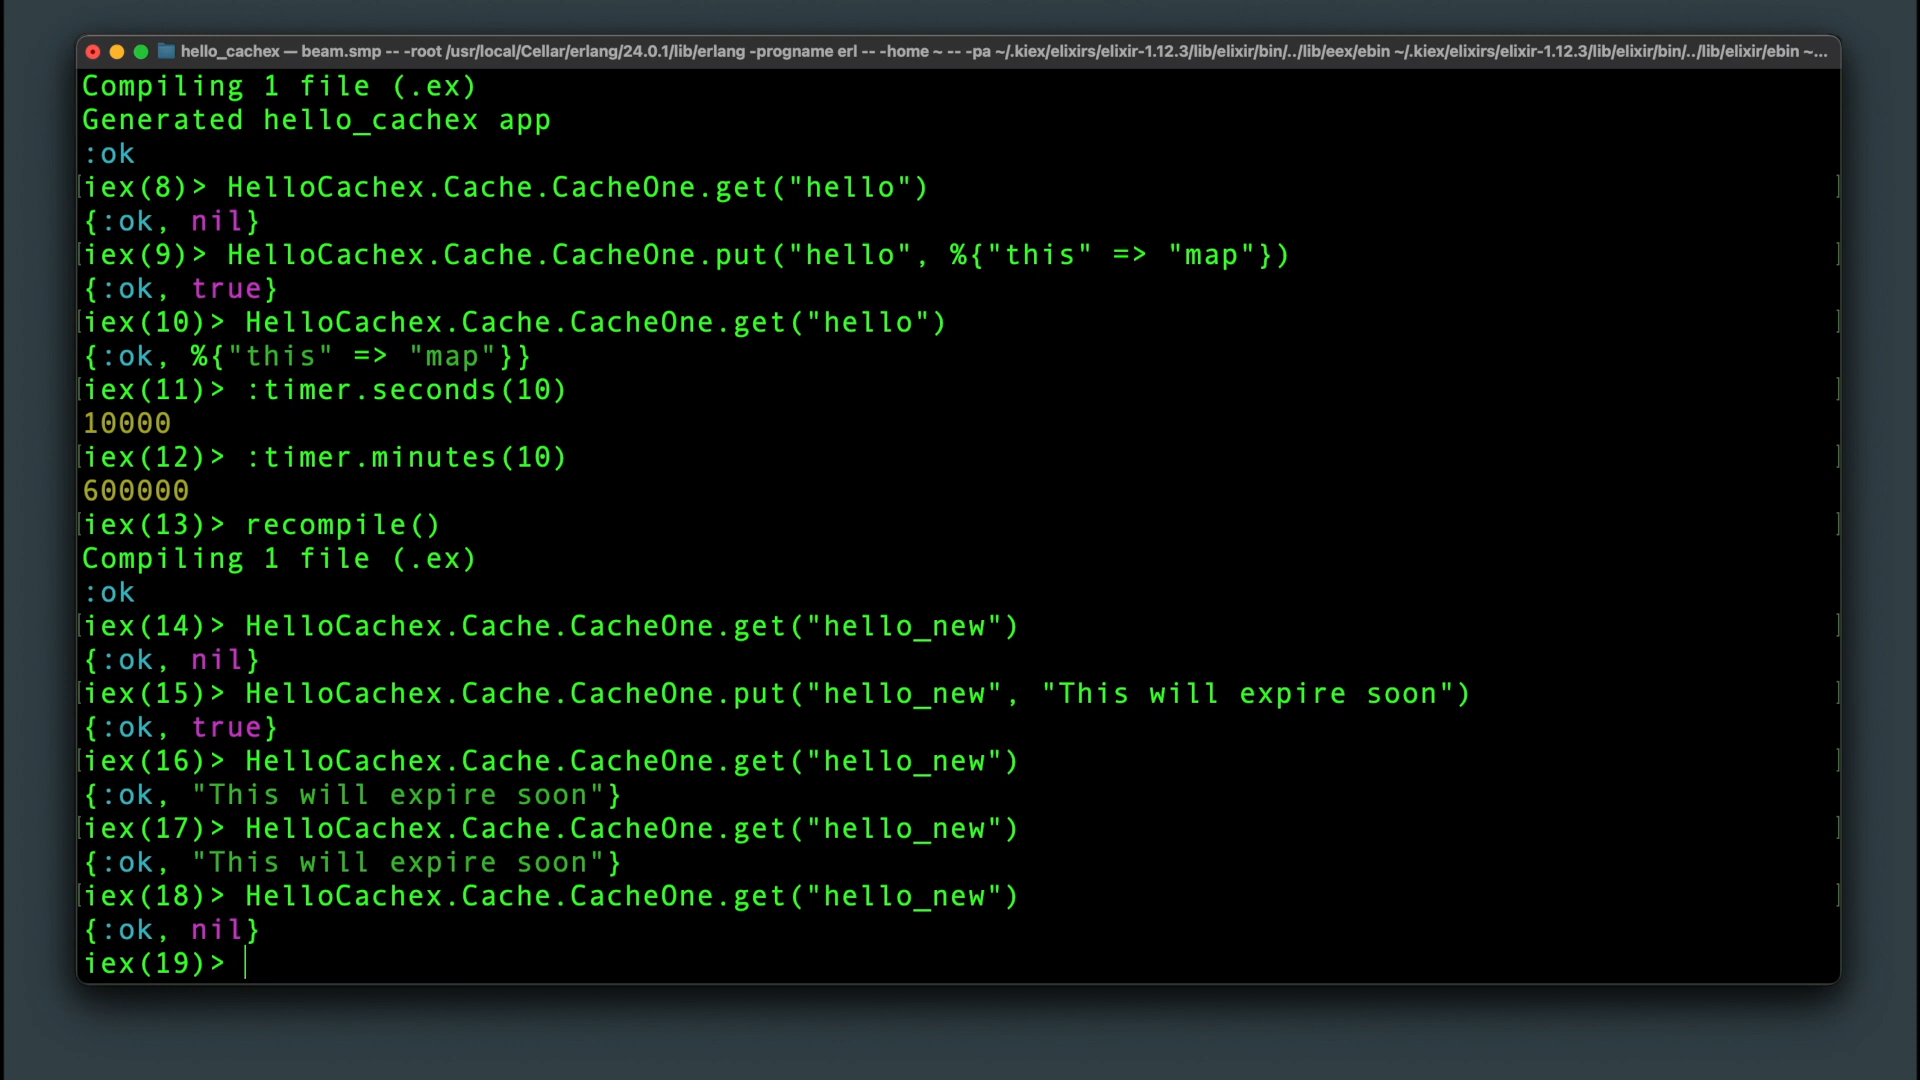 hello_cachex — beam.smp -- -root /usr/local/Cellar/erlang/24.0.1/lib/erlang -progname erl -- -home ~ -- -pa ~/.kiex/elixirs/elixir-1.12.3/lib/elixir/bin/../lib/eex/ebin ~/.kiex/elixirs/elixir-1.12.3/lib/elixir/bin/../lib/elixir/ebin ~...
Compiling 1 file (.ex)
Generated hello_cachex app
:ok
iex(8)> HelloCachex.Cache.CacheOne.get("hello")
{:ok, nil}
iex(9)> HelloCachex.Cache.CacheOne.put("hello", %{"this" => "map"})
{:ok, true}
iex(10)> HelloCachex.Cache.CacheOne.get("hello")
{:ok, %{"this" => "map"}}
iex(11)> :timer.seconds(10)
10000
iex(12)> :timer.minutes(10)
600000
iex(13)> recompile()
Compiling 1 file (.ex)
:ok
iex(14)> HelloCachex.Cache.CacheOne.get("hello_new")
{:ok, nil}
iex(15)> HelloCachex.Cache.CacheOne.put("hello_new", "This will expire soon")
{:ok, true}
iex(16)> HelloCachex.Cache.CacheOne.get("hello_new")
{:ok, "This will expire soon"}
iex(17)> HelloCachex.Cache.CacheOne.get("hello_new")
{:ok, "This will expire soon"}
iex(18)> HelloCachex.Cache.CacheOne.get("hello_new")
{:ok, nil}
iex(19)>